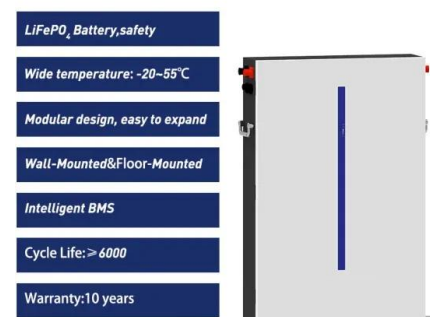 LiFePO₄ Battery,safety
Wide temperature: -20~55℃
Modular design, easy to expand
Wall-Mounted&Floor-Mounted
Intelligent BMS
Cycle Life:≥6000
Warranty:10 years